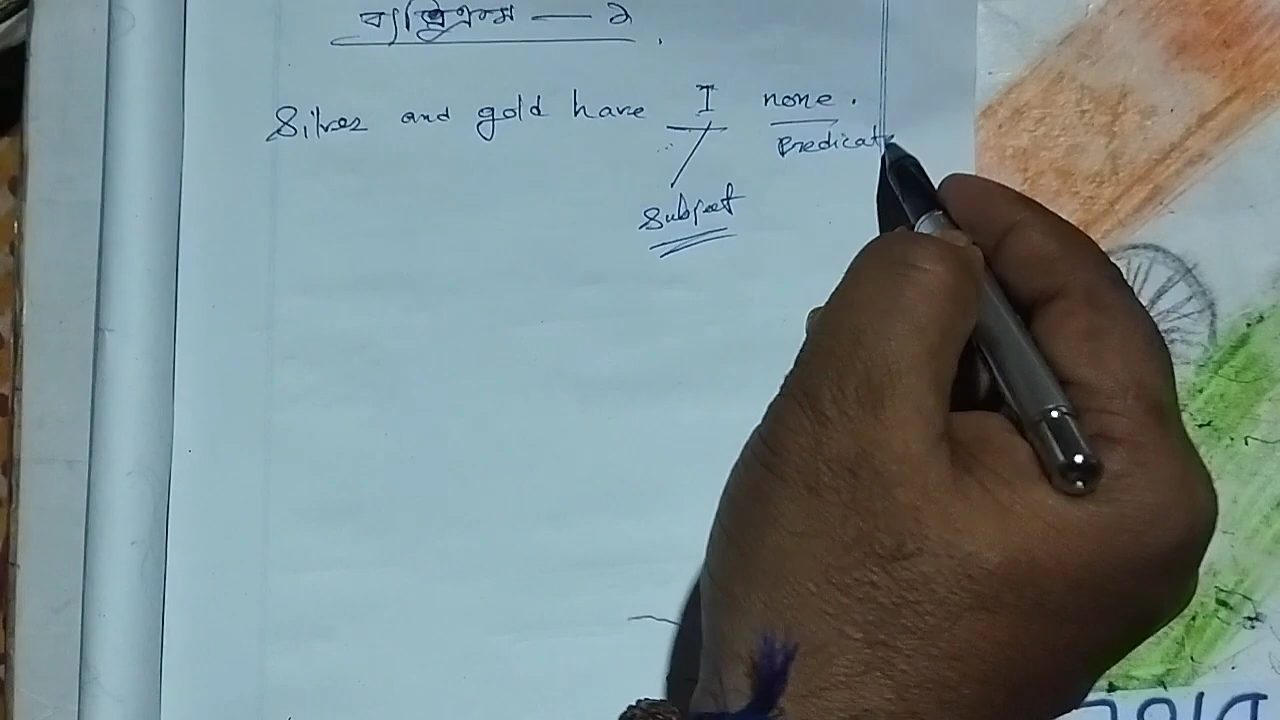 ব্যতিক্রম — ২
Silver and gold have I none.
Predicate
Subject